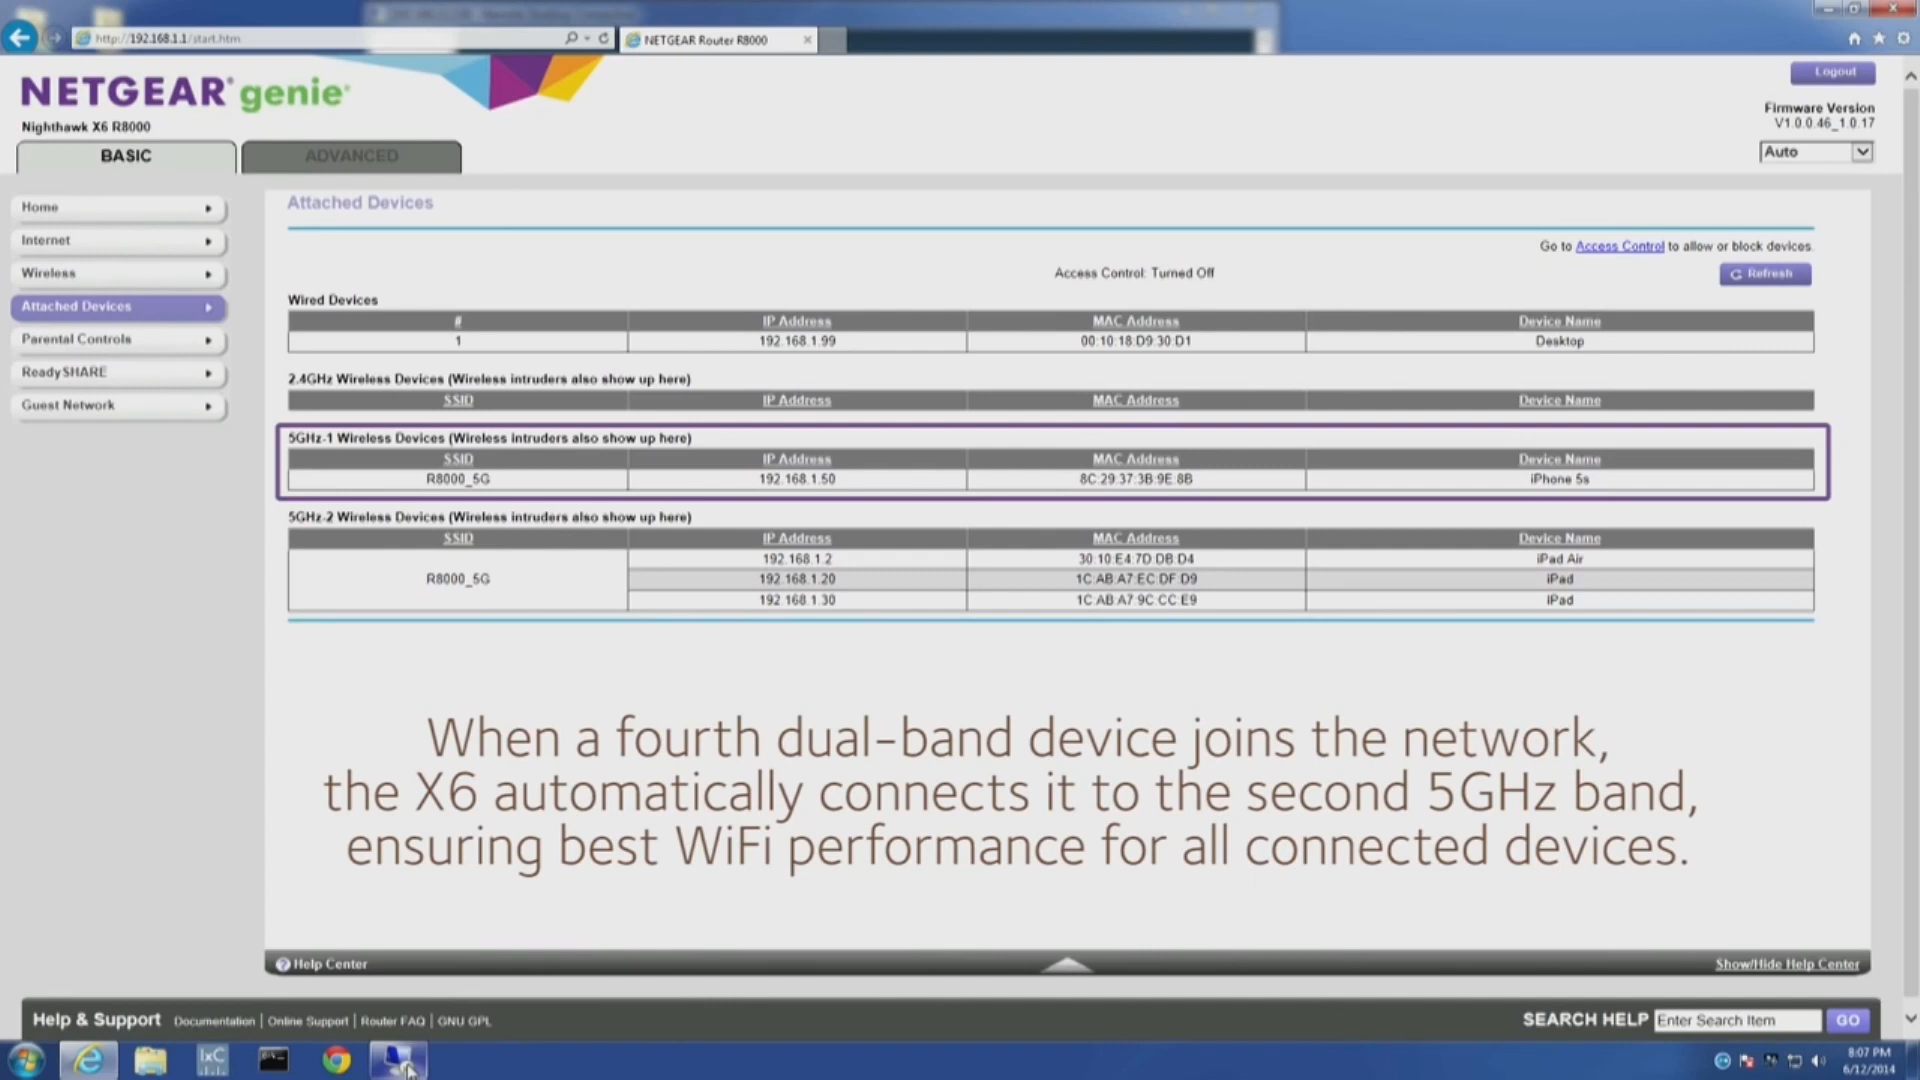 http://192.168.1.1/start.htm
NETGEAR Router R8000
NETGEAR® genie®
Logout
Nighthawk X6 R8000
Firmware Version
V1.0.0.46_1.0.17
BASIC
ADVANCED
Auto
Home
Internet
Wireless
Attached Devices
Parental Controls
ReadySHARE
Guest Network
Attached Devices
Go to Access Control to allow or block devices.
Access Control: Turned Off
Refresh
Wired Devices
# IP Address MAC Address Device Name
1 192.168.1.99 00:10:18:D9:30:D1 Desktop
2.4GHz Wireless Devices (Wireless intruders also show up here)
SSID IP Address MAC Address Device Name
5GHz-1 Wireless Devices (Wireless intruders also show up here)
SSID IP Address MAC Address Device Name
R8000_5G 192.168.1.50 8C:29:37:3B:9E:8B iPhone 5s
5GHz-2 Wireless Devices (Wireless intruders also show up here)
SSID IP Address MAC Address Device Name
192.168.1.2 30:10:E4:7D:DB:D4 iPad Air
R8000_5G 192.168.1.20 1C:AB:A7:EC:DF:D9 iPad
192.168.1.30 1C:AB:A7:9C:CC:E9 iPad
When a fourth dual-band device joins the network,
the X6 automatically connects it to the second 5GHz band,
ensuring best WiFi performance for all connected devices.
Help Center
Show/Hide Help Center
Help & Support Documentation | Online Support | Router FAQ | GNU GPL
SEARCH HELP Enter Search Item GO
IxC
8:07 PM
6/12/2014